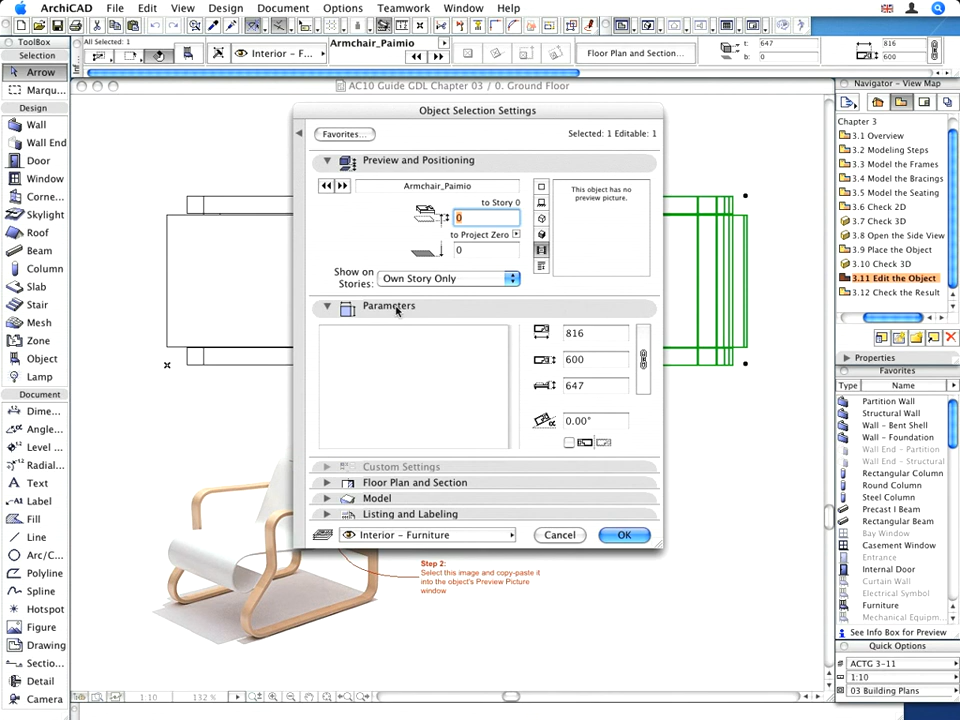 ArchiCAD File Edit View Design Document Options Teamwork Window Help
ToolBox
Selection
Arrow
Marqu...
Design
Wall
Wall End
Door
Window
Corne...
Skylight
Roof
Beam
Column
Slab
Stair
Mesh
Zone
Object
Lamp
Document
Dime...
Angle...
Level ...
Radial...
Text
Label
Fill
Line
Arc/C...
Polyline
Spline
Hotspot
Figure
Drawing
Sectio...
Detail
Camera
All Selected: 1
Interior - F...
Armchair_Paimio
Floor Plan and Section...
t: 647
b: 0
816
600
AC10 Guide GDL Chapter 03 / 0. Ground Floor
Object Selection Settings
Favorites...
Selected: 1 Editable: 1
Preview and Positioning
Armchair_Paimio
to Story 0
0
to Project Zero
0
Show on
Stories:
Own Story Only
This object has no
preview picture.
Parameters
816
600
647
0.00°
Custom Settings
Floor Plan and Section
Model
Listing and Labeling
Interior - Furniture
Cancel
OK
Step 2:
Select this image and copy-paste it
into the object's Preview Picture
window
1:10
132 %
Navigator - View Map
Chapter 3
3.1 Overview
3.2 Modeling Steps
3.3 Model the Frames
3.4 Model the Bracings
3.5 Model the Seating
3.6 Check 2D
3.7 Check 3D
3.8 Open the Side View
3.9 Place the Object
3.10 Check 3D
3.11 Edit the Object
3.12 Check the Result
Properties
Favorites
Type Name
Partition Wall
Structural Wall
Wall - Bent Shell
Wall - Foundation
Wall End - Partition
Wall End - Structural
Rectangular Column
Round Column
Steel Column
Precast I Beam
Rectangular Beam
Bay Window
Casement Window
Entrance
Internal Door
Curtain Wall
Electrical Symbol
Furniture
Mechanical Equipm...
See Info Box for Preview
Quick Options
ACTG 3-11
1:10
03 Building Plans